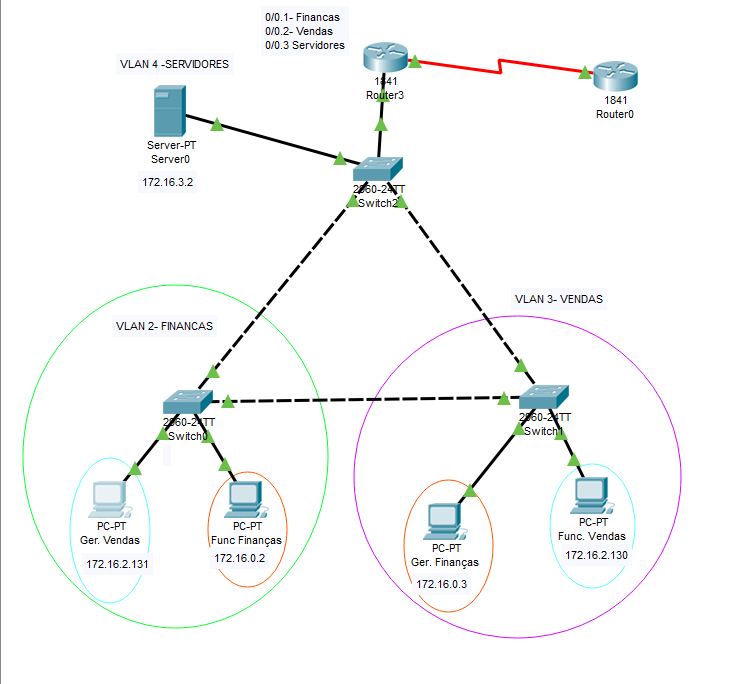 0/0.1- Financas
0/0.2- Vendas
0/0.3 Servidores
VLAN 4 -SERVIDORES
1841
Router3
1841
Router0
Server-PT
Server0
172.16.3.2
2960-24TT
Switch2
VLAN 3- VENDAS
VLAN 2- FINANCAS
2960-24TT
Switch0
2960-24TT
Switch1
PC-PT
Ger. Vendas
172.16.2.131
PC-PT
Func Finanças
172.16.0.2
PC-PT
Ger. Finanças
172.16.0.3
PC-PT
Func. Vendas
172.16.2.130